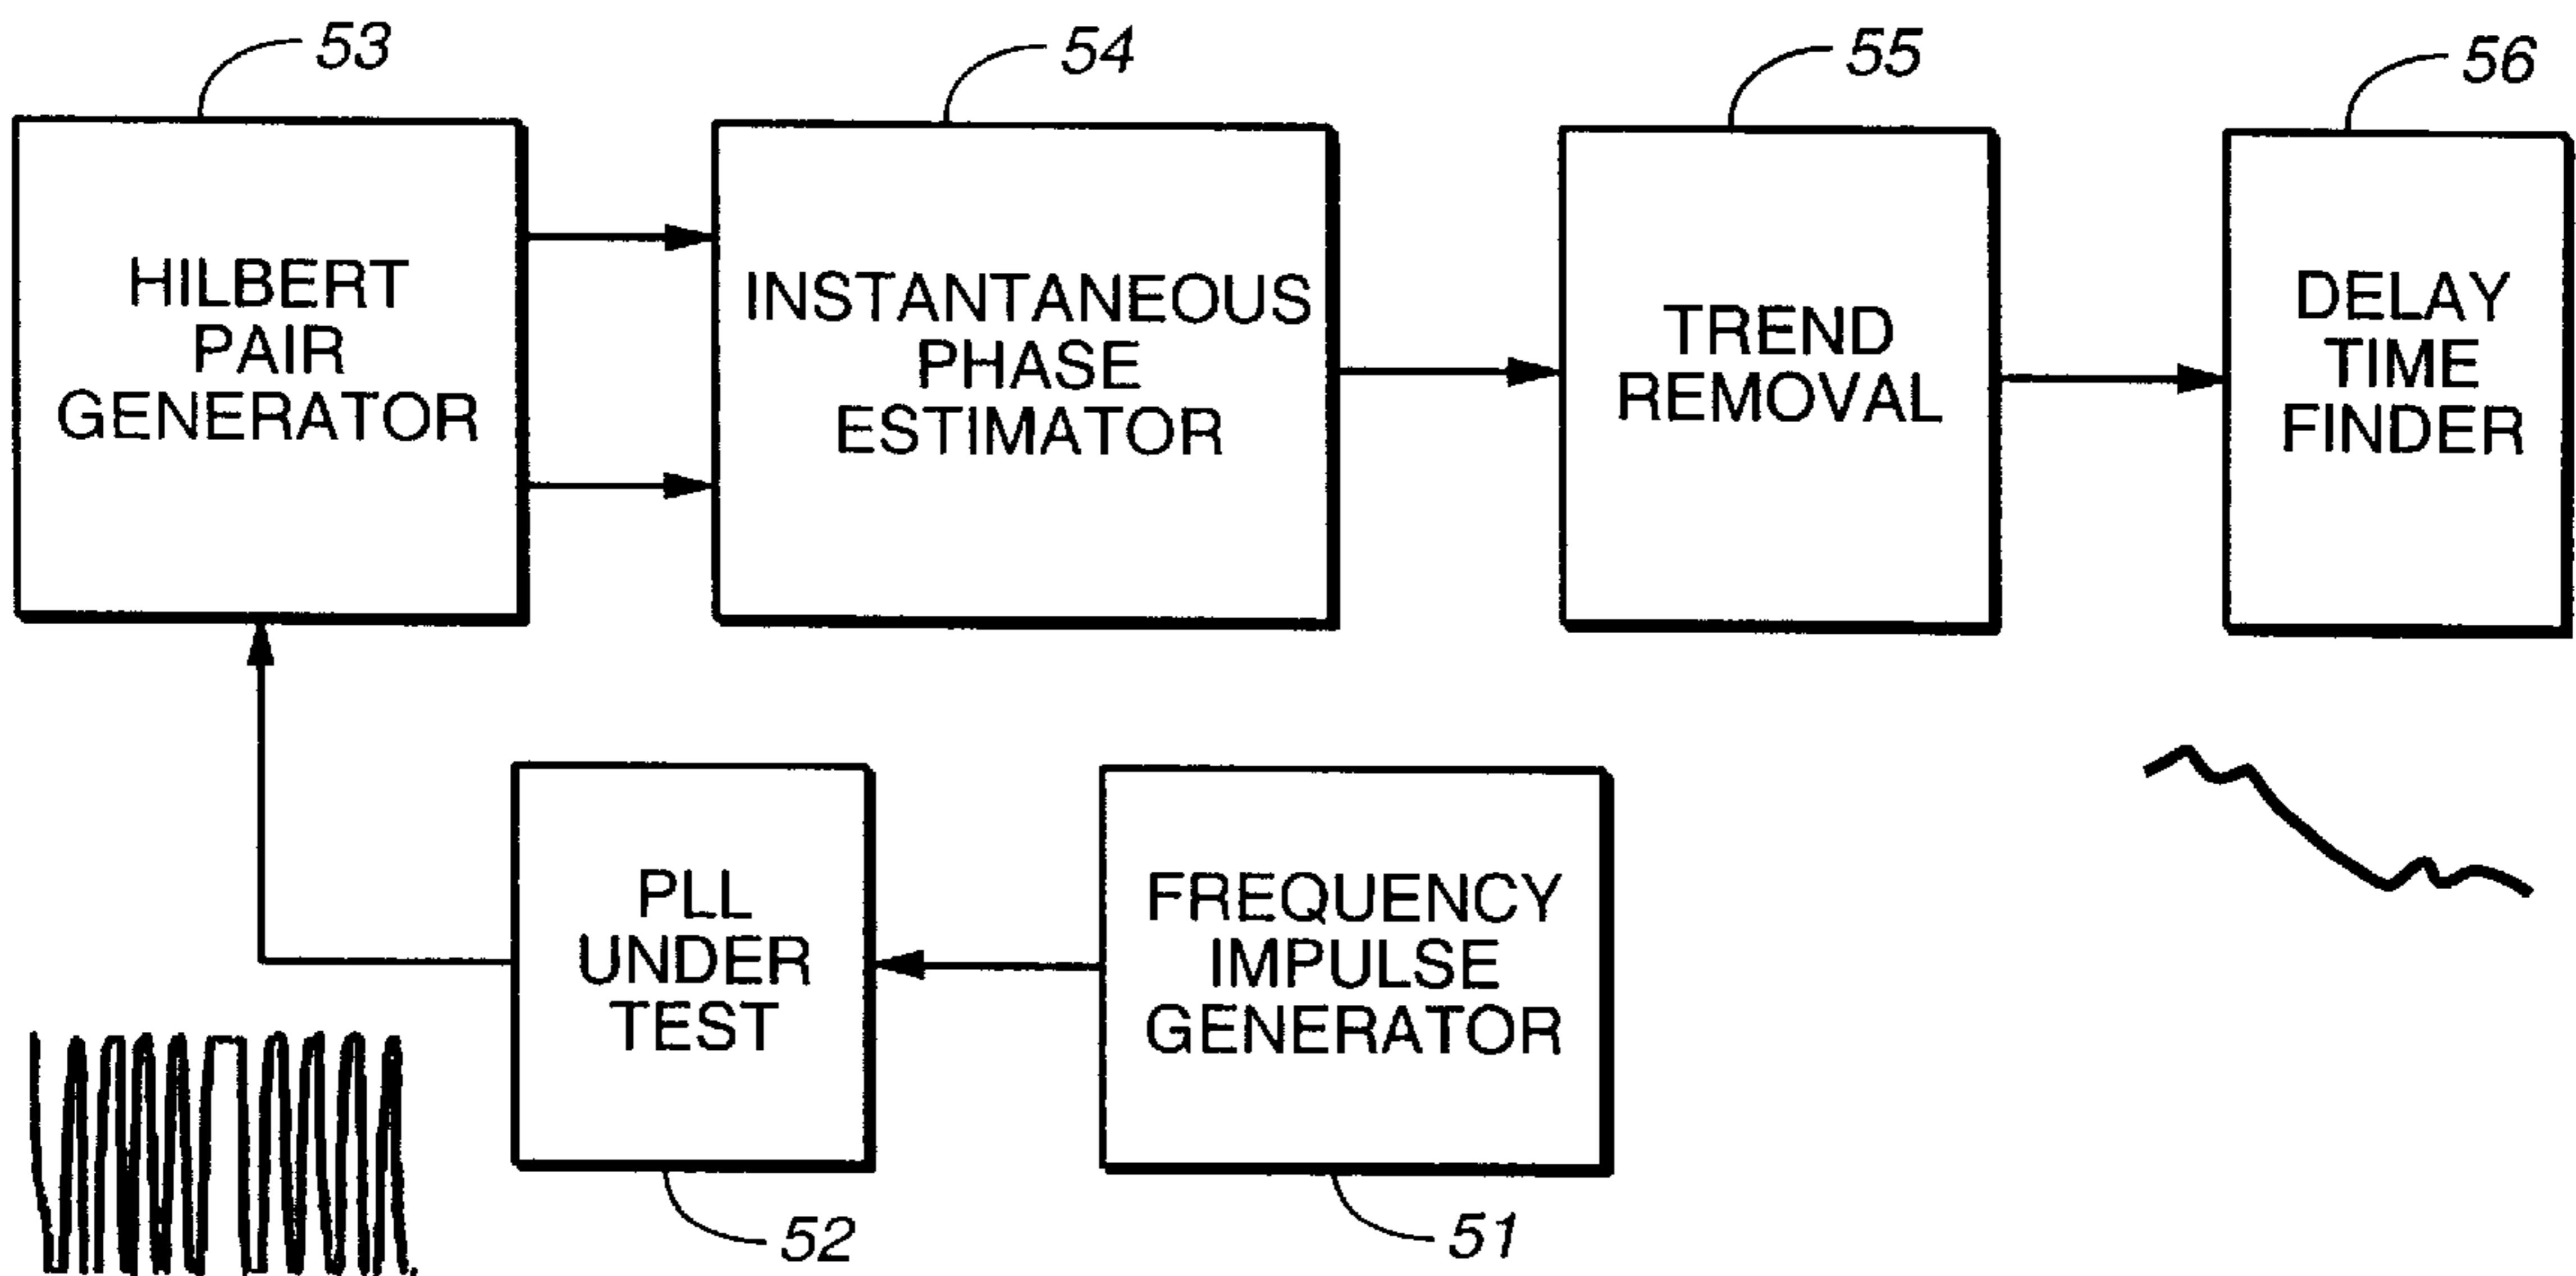 53
54
55
56
HILBERT
PAIR
GENERATOR
INSTANTANEOUS
PHASE
ESTIMATOR
TREND
REMOVAL
DELAY
TIME
FINDER
PLL
UNDER
TEST
FREQUENCY
IMPULSE
GENERATOR
52
51